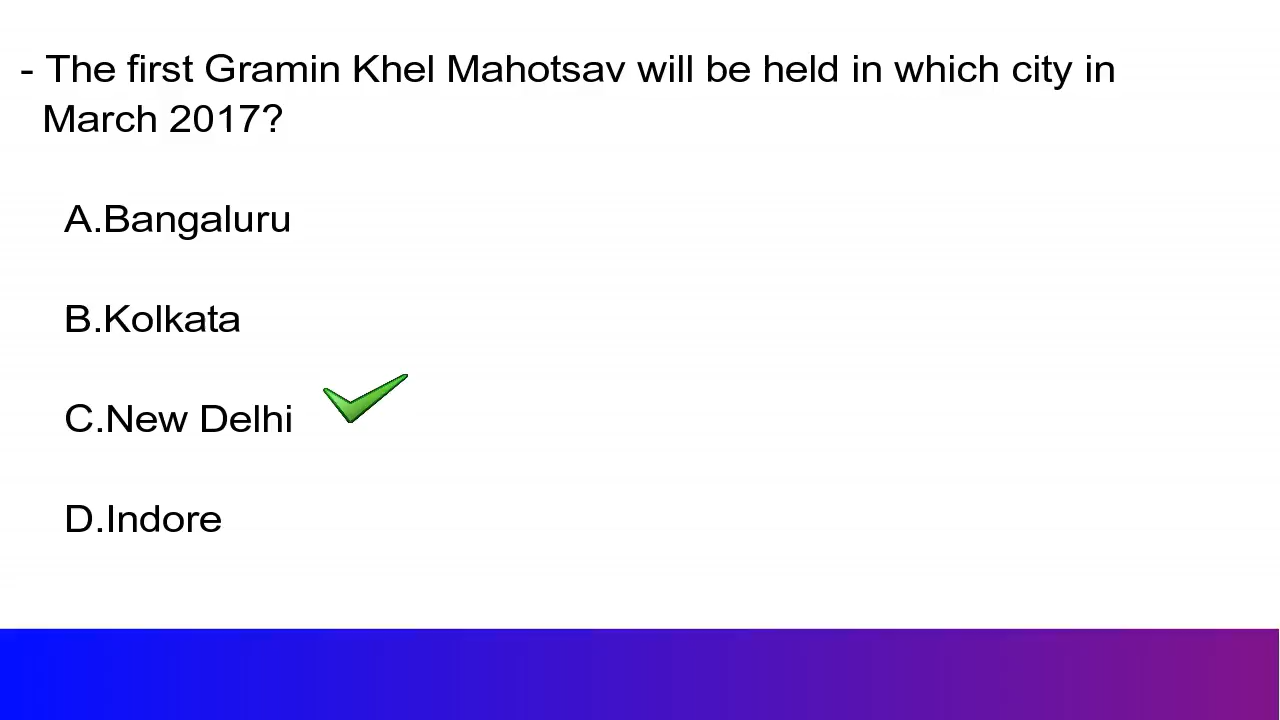 - The first Gramin Khel Mahotsav will be held in which city in
March 2017?
A.Bangaluru
B.Kolkata
C.New Delhi
D.Indore